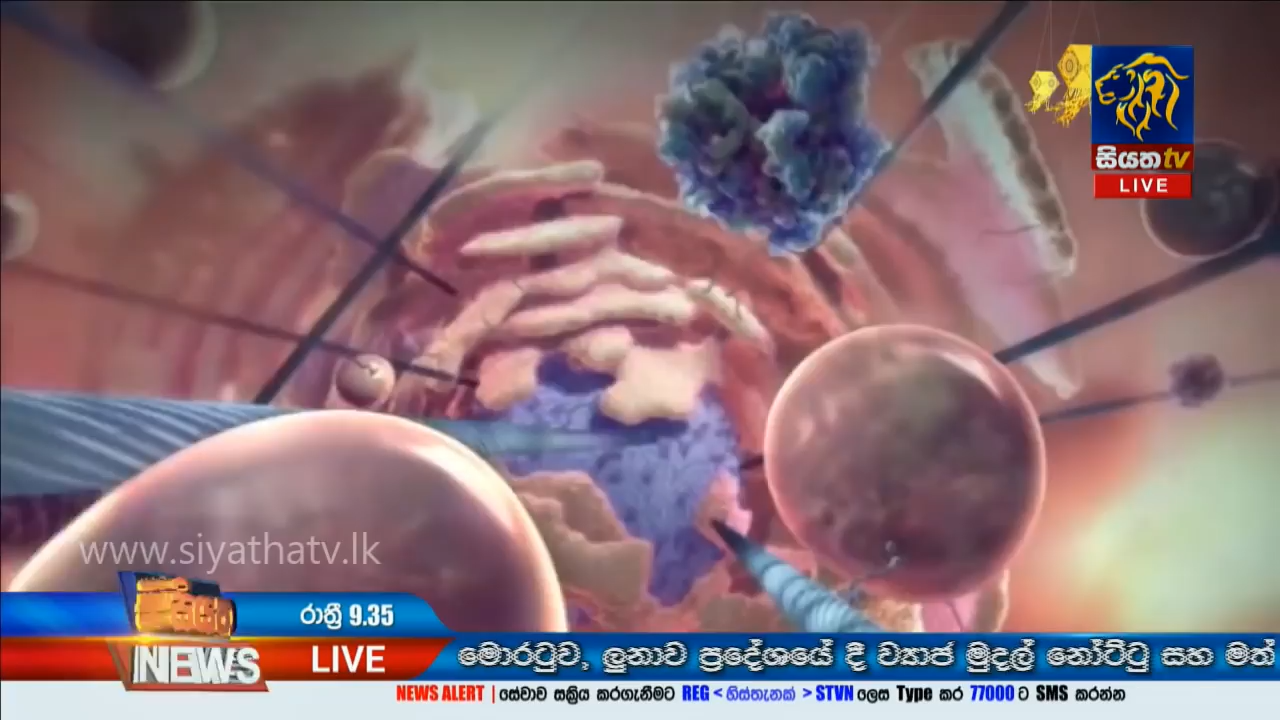 සියත tv
LIVE
www.siyathatv.lk
රාත්‍රී 9.35
NEWS LIVE
මොරටුව, ලුනාව ප්‍රදේශයේ දී ව්‍යාජ මුදල් නෝට්ටු සහ මත්
NEWS ALERT | සේවාව සක්‍රිය කරගැනීමට REG < හිස්තැනක් > STVN ලෙස Type කර 77000 ට SMS කරන්න